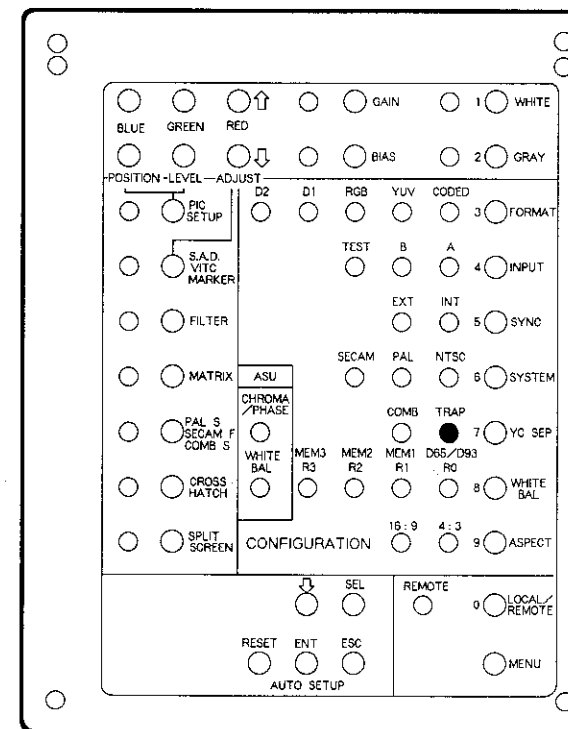 GAIN 1 WHITE
BLUE GREEN RED
BIAS 2 GRAY
POSITION LEVEL ADJUST
D2 D1 RGB YUV CODED
PIC SETUP 3 FORMAT
TEST B A
S.A.D. VITC MARKER 4 INPUT
EXT INT
FILTER 5 SYNC
SECAM PAL NTSC
MATRIX ASU 6 SYSTEM
CHROMA /PHASE COMB TRAP
PAL S SECAM F COMB S 7 YC SEP
WHITE BAL MEM3 R3 MEM2 R2 MEM1 R1 D65/D93 R0
CROSS HATCH 8 WHITE BAL
16:9 4:3
SPLIT SCREEN CONFIGURATION 9 ASPECT
SEL REMOTE
0 LOCAL/ REMOTE
RESET ENT ESC
MENU
AUTO SETUP